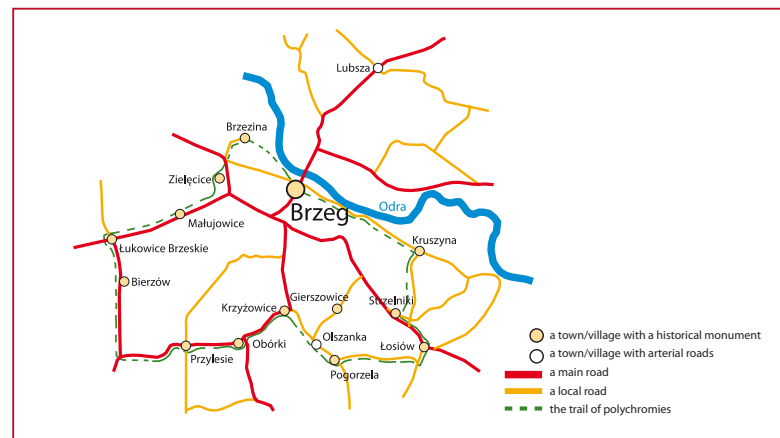 Lubsza
Brzezina
Zielęcice
Brzeg
Odra
Małujowice
Kruszyna
Łukowice Brzeskie
Bierzów
Gierszowice
Krzyżowice
Strzelniki
Olszanka
Obórki
Łosiów
Przylesie
Pogorzela
a town/village with a historical monument
a town/village with arterial roads
a main road
a local road
the trail of polychromies